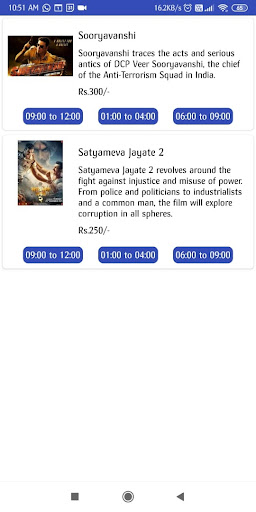 10:51 AM
16.2KB/s
65
Sooryavanshi
Sooryavanshi traces the acts and serious
antics of DCP Veer Sooryavanshi, the chief
of the Anti-Terrorism Squad in India.
Rs.300/-
09:00 to 12:00
01:00 to 04:00
06:00 to 09:00
Satyameva Jayate 2
Satyameva Jayate 2 revolves around the
fight against injustice and misuse of power.
From police and politicians to industrialists
and a common man, the film will explore
corruption in all spheres.
Rs.250/-
09:00 to 12:00
01:00 to 04:00
06:00 to 09:00